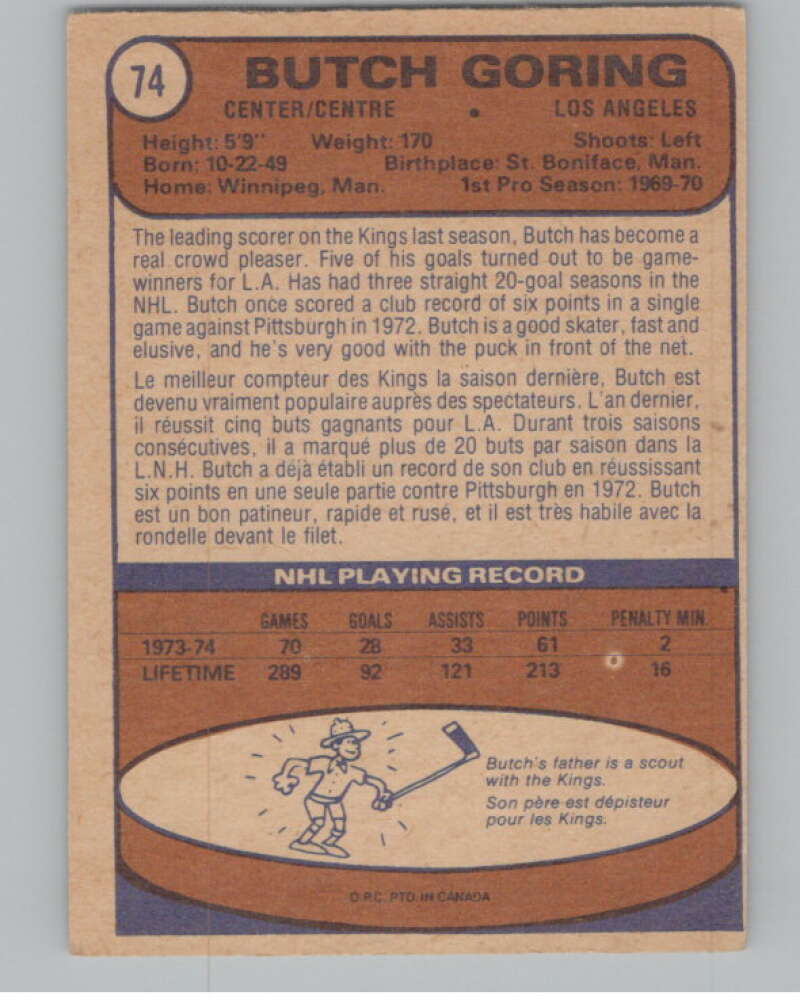 74
BUTCH GORING
CENTER/CENTRE • LOS ANGELES
Height: 5'9" Weight: 170 Shoots: Left
Born: 10-22-49 Birthplace: St. Boniface, Man.
Home: Winnipeg, Man. 1st Pro Season: 1969-70
The leading scorer on the Kings last season, Butch has become a
real crowd pleaser. Five of his goals turned out to be game-
winners for L.A. Has had three straight 20-goal seasons in the
NHL. Butch once scored a club record of six points in a single
game against Pittsburgh in 1972. Butch is a good skater, fast and
elusive, and he's very good with the puck in front of the net.
Le meilleur compteur des Kings la saison dernière, Butch est
devenu vraiment populaire auprès des spectateurs. L'an dernier,
il réussit cinq buts gagnants pour L.A. Durant trois saisons
consécutives, il a marqué plus de 20 buts par saison dans la
L.N.H. Butch a déjà établi un record de son club en réussissant
six points en une seule partie contre Pittsburgh en 1972. Butch
est un bon patineur, rapide et rusé, et il est très habile avec la
rondelle devant le filet.
NHL PLAYING RECORD
GAMES GOALS ASSISTS POINTS PENALTY MIN.
1973-74 70 28 33 61 2
LIFETIME 289 92 121 213 16
Butch's father is a scout
with the Kings.
Son père est dépisteur
pour les Kings.
O.P.C. PTD. IN CANADA